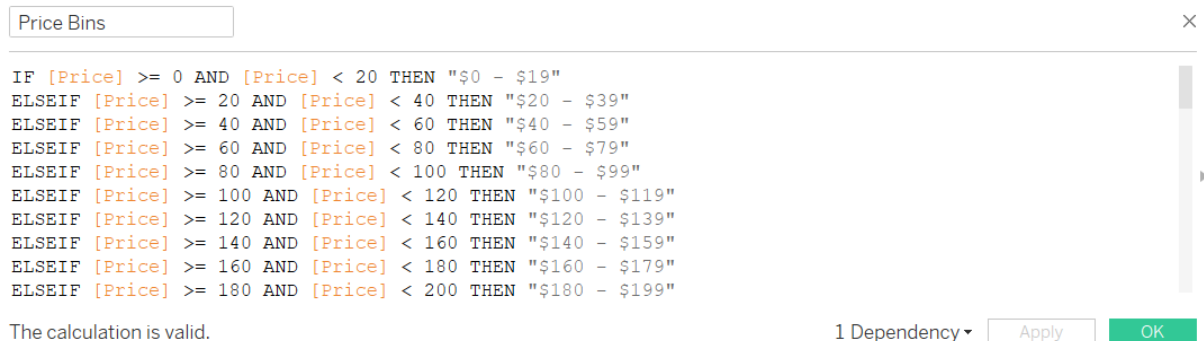 Price Bins
IF [Price] >= 0 AND [Price] < 20 THEN "$0 - $19"
ELSEIF [Price] >= 20 AND [Price] < 40 THEN "$20 - $39"
ELSEIF [Price] >= 40 AND [Price] < 60 THEN "$40 - $59"
ELSEIF [Price] >= 60 AND [Price] < 80 THEN "$60 - $79"
ELSEIF [Price] >= 80 AND [Price] < 100 THEN "$80 - $99"
ELSEIF [Price] >= 100 AND [Price] < 120 THEN "$100 - $119"
ELSEIF [Price] >= 120 AND [Price] < 140 THEN "$120 - $139"
ELSEIF [Price] >= 140 AND [Price] < 160 THEN "$140 - $159"
ELSEIF [Price] >= 160 AND [Price] < 180 THEN "$160 - $179"
ELSEIF [Price] >= 180 AND [Price] < 200 THEN "$180 - $199"
The calculation is valid. 1 Dependency Apply OK